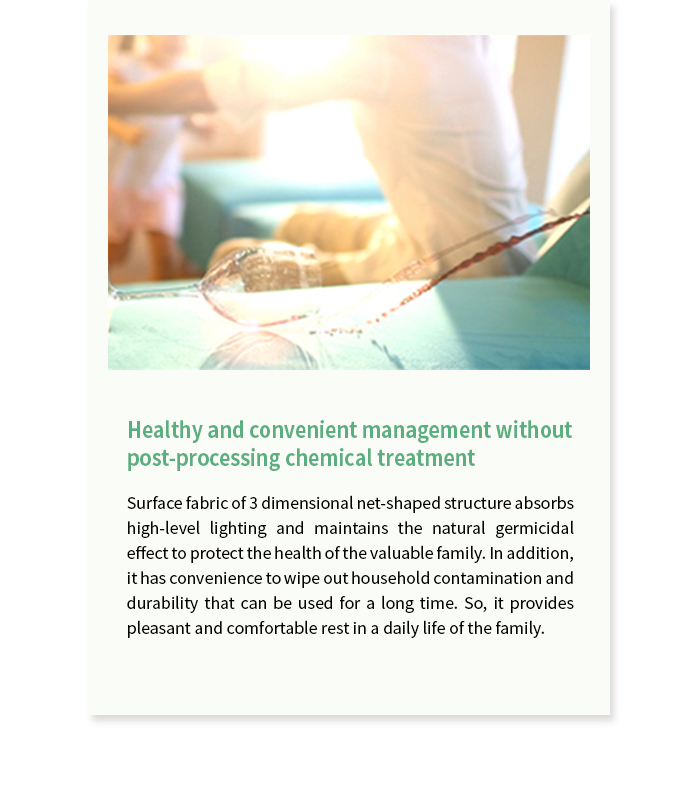 Healthy and convenient management without
post-processing chemical treatment
Surface fabric of 3 dimensional net-shaped structure absorbs
high-level lighting and maintains the natural germicidal
effect to protect the health of the valuable family. In addition,
it has convenience to wipe out household contamination and
durability that can be used for a long time. So, it provides
pleasant and comfortable rest in a daily life of the family.